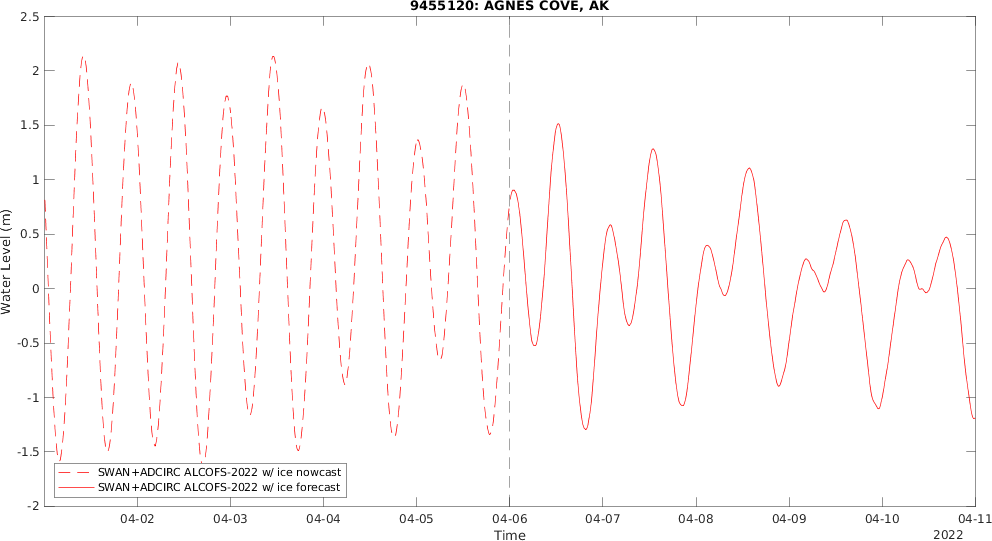 9455120: AGNES COVE, AK
2.5
2
1.5
1
0.5
0
-0.5
-1
-1.5
-2
Water Level (m)
SWAN+ADCIRC ALCOFS-2022 w/ ice nowcast
SWAN+ADCIRC ALCOFS-2022 w/ ice forecast
04-02 04-03 04-04 04-05 04-06 04-07 04-08 04-09 04-10 04-11
Time
2022